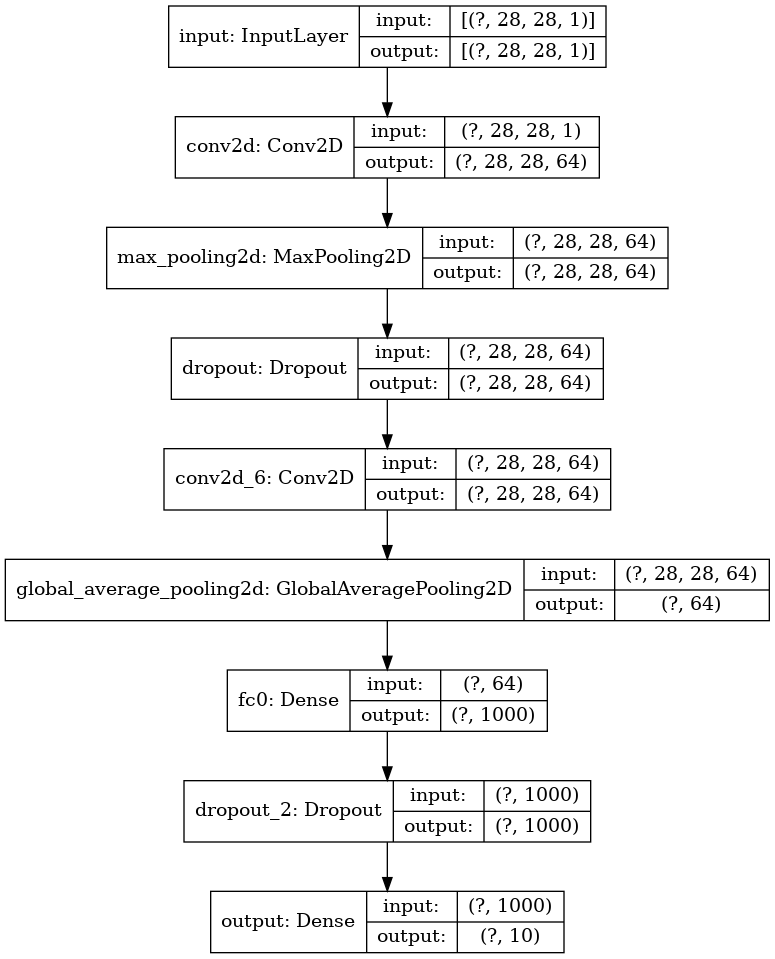 input: InputLayer
input: [(?, 28, 28, 1)]
output: [(?, 28, 28, 1)]
conv2d: Conv2D
input: (?, 28, 28, 1)
output: (?, 28, 28, 64)
max_pooling2d: MaxPooling2D
input: (?, 28, 28, 64)
output: (?, 28, 28, 64)
dropout: Dropout
input: (?, 28, 28, 64)
output: (?, 28, 28, 64)
conv2d_6: Conv2D
input: (?, 28, 28, 64)
output: (?, 28, 28, 64)
global_average_pooling2d: GlobalAveragePooling2D
input: (?, 28, 28, 64)
output: (?, 64)
fc0: Dense
input: (?, 64)
output: (?, 1000)
dropout_2: Dropout
input: (?, 1000)
output: (?, 1000)
output: Dense
input: (?, 1000)
output: (?, 10)